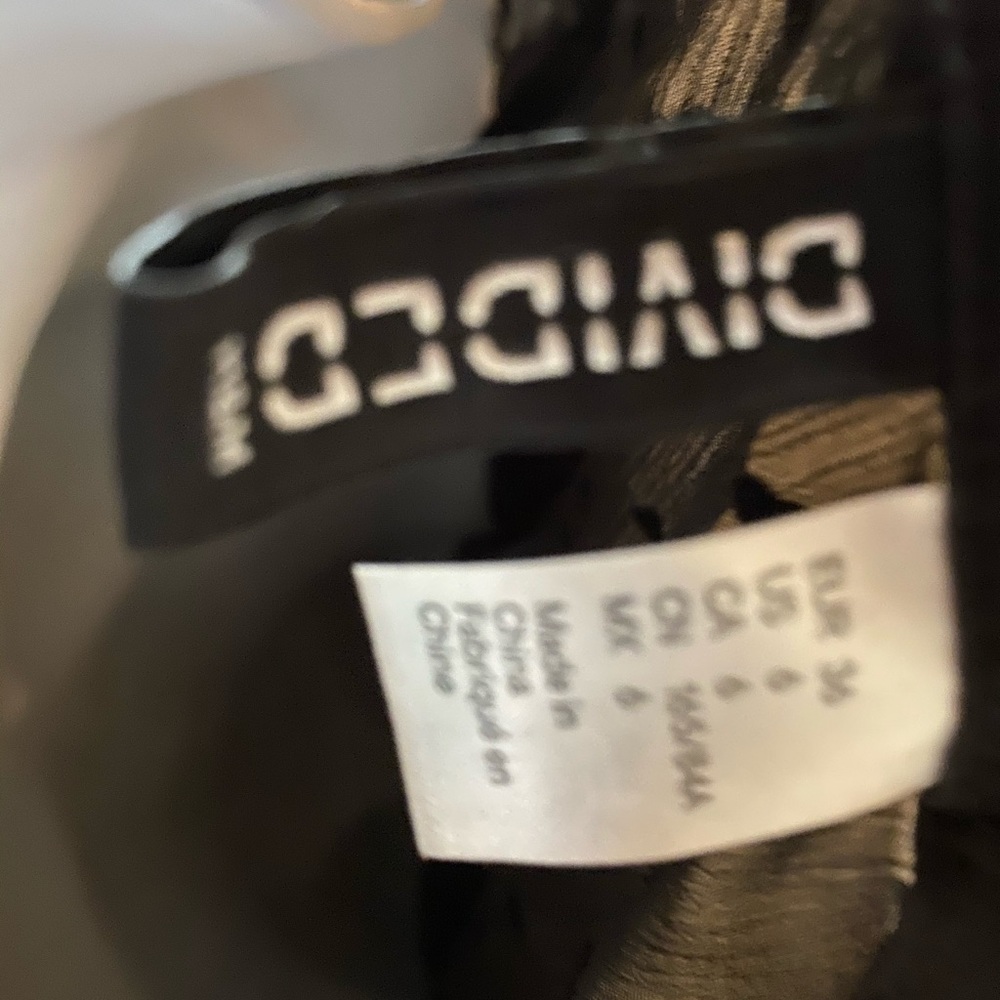 DIVIDED
EUR 36
US 6
CA 6
CN 165/84A
MX 6
Made in
China
Fabriqué en
Chine